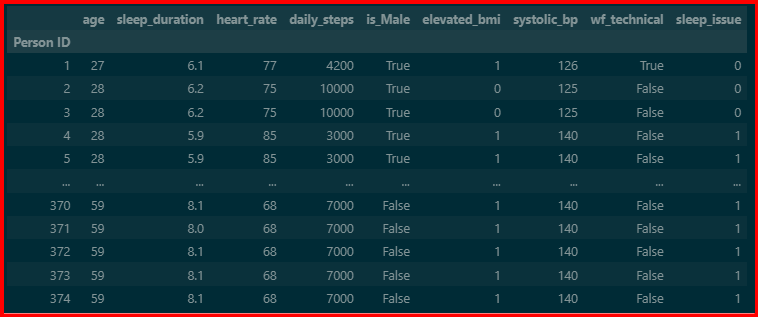 age sleep_duration heart_rate daily_steps is_Male elevated_bmi systolic_bp wf_technical sleep_issue
Person ID
1 27 6.1 77 4200 True 1 126 True 0
2 28 6.2 75 10000 True 0 125 False 0
3 28 6.2 75 10000 True 0 125 False 0
4 28 5.9 85 3000 True 1 140 False 1
5 28 5.9 85 3000 True 1 140 False 1
... ... ... ... ... ... ... ... ... ...
370 59 8.1 68 7000 False 1 140 False 1
371 59 8.0 68 7000 False 1 140 False 1
372 59 8.1 68 7000 False 1 140 False 1
373 59 8.1 68 7000 False 1 140 False 1
374 59 8.1 68 7000 False 1 140 False 1